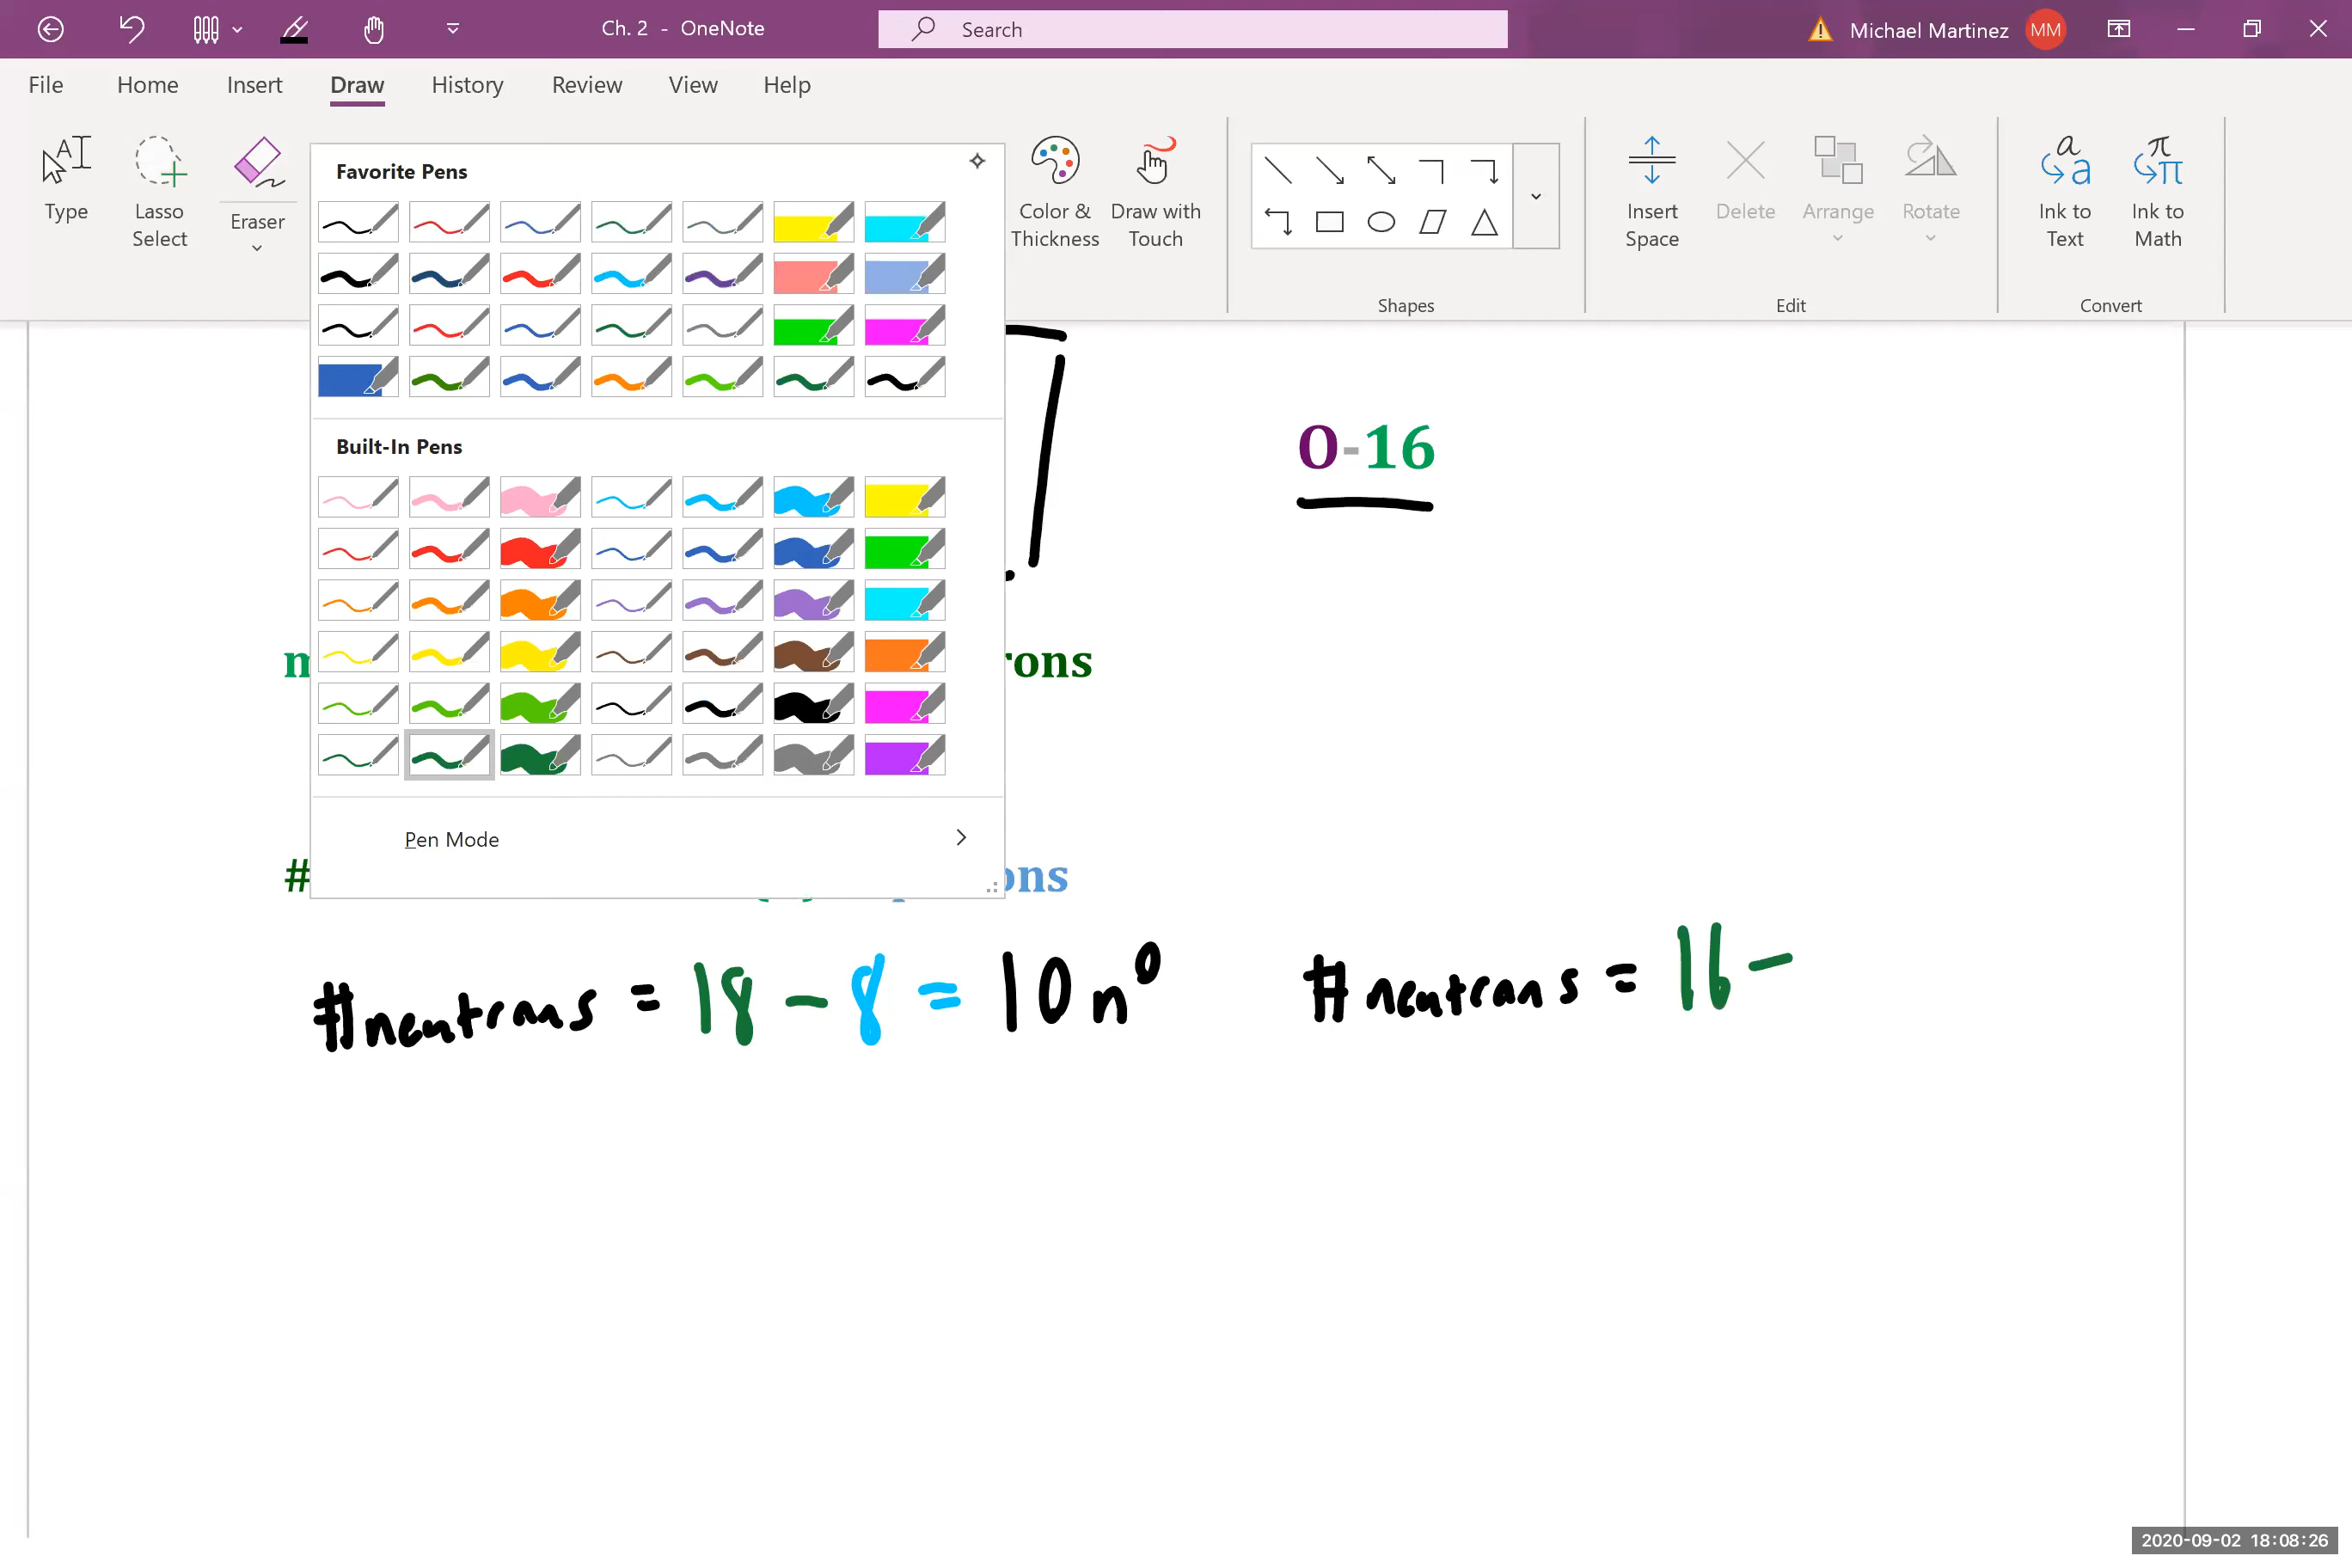 Ch. 2 - OneNote
Search
Michael Martinez
MM
File Home Insert Draw History Review View Help
Type
Lasso Select
Eraser
Favorite Pens
Built-In Pens
Pen Mode
Color & Thickness
Draw with Touch
Shapes
Insert Space
Delete
Arrange
Rotate
Edit
Ink to Text
Ink to Math
Convert
O-16
m rons
# ons
#neutrons = 18 - 8 = 10 n⁰
#neutrons = 16 -
2020-09-02 18:08:26